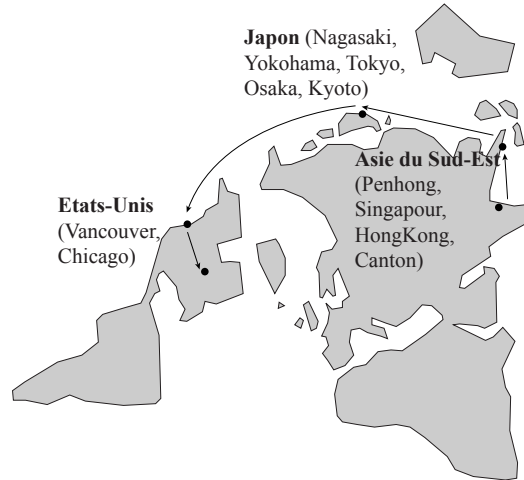 Japon (Nagasaki,
Yokohama, Tokyo,
Osaka, Kyoto)
Asie du Sud-Est
(Penhong,
Singapour,
HongKong,
Canton)
Etats-Unis
(Vancouver,
Chicago)